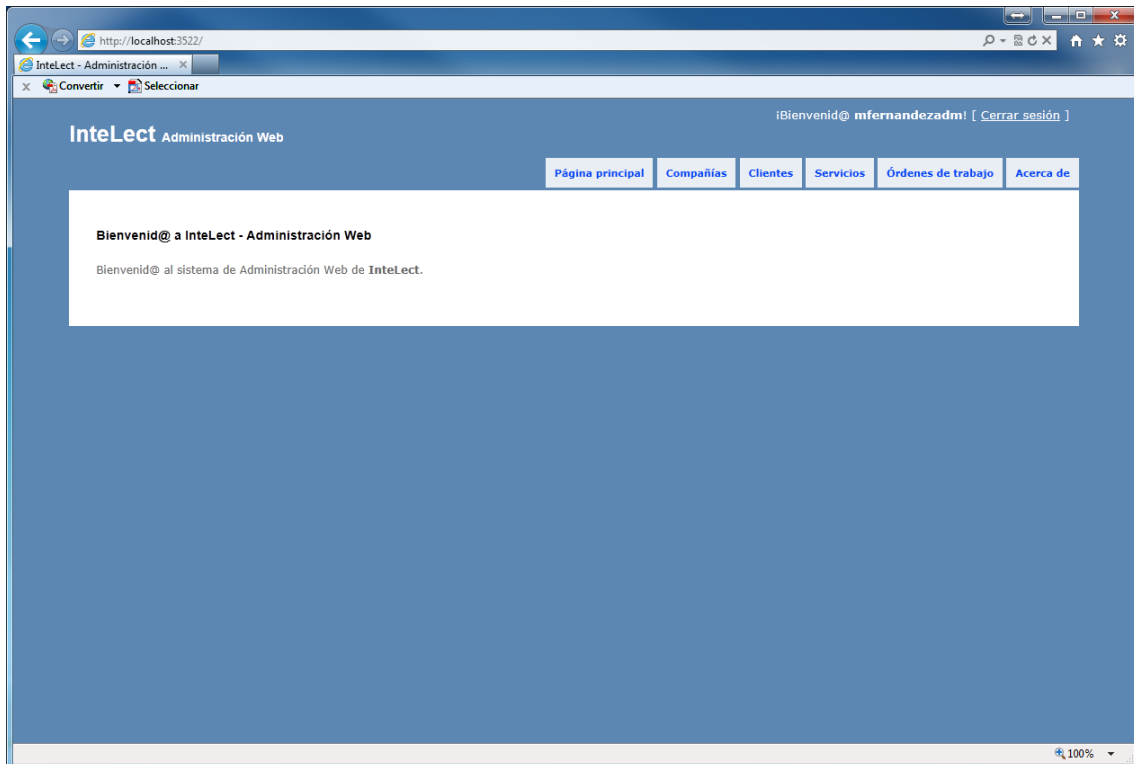 http://localhost:3522/
InteLect - Administración ...
Convertir Seleccionar
¡Bienvenid@ mfernandezadm! [ Cerrar sesión ]
InteLect Administración Web
Página principal Compañías Clientes Servicios Órdenes de trabajo Acerca de
Bienvenid@ a InteLect - Administración Web
Bienvenid@ al sistema de Administración Web de InteLect.
100%